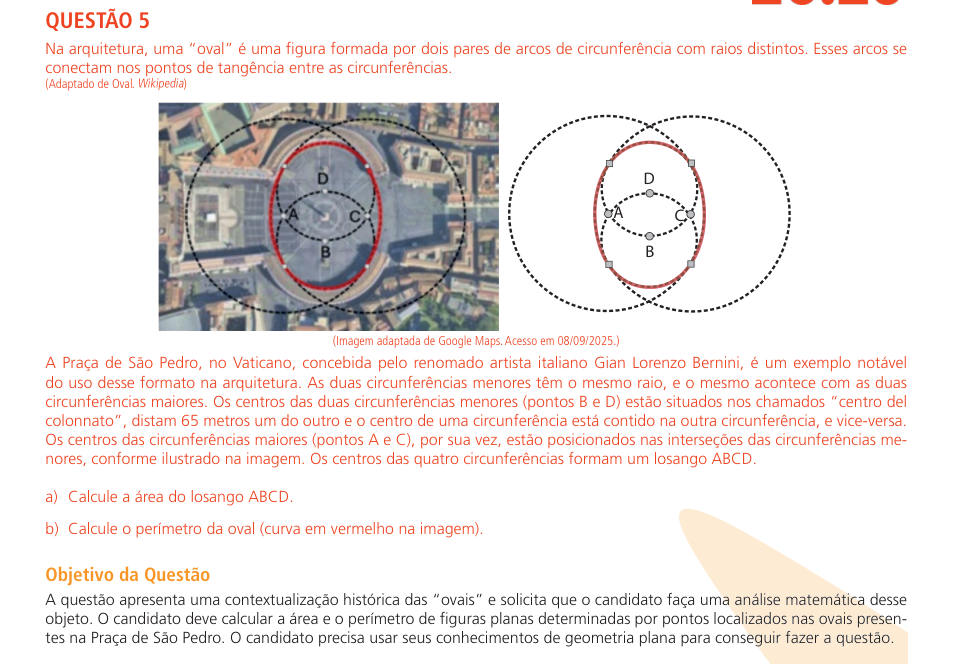 QUESTÃO 5
Na arquitetura, uma “oval” é uma figura formada por dois pares de arcos de circunferência com raios distintos. Esses arcos se
conectam nos pontos de tangência entre as circunferências.
(Adaptado de Oval. Wikipedia)
D
A
C
B
D
A
C
B
(Imagem adaptada de Google Maps. Acesso em 08/09/2025.)
A Praça de São Pedro, no Vaticano, concebida pelo renomado artista italiano Gian Lorenzo Bernini, é um exemplo notável
do uso desse formato na arquitetura. As duas circunferências menores têm o mesmo raio, e o mesmo acontece com as duas
circunferências maiores. Os centros das duas circunferências menores (pontos B e D) estão situados nos chamados “centro del
colonnato”, distam 65 metros um do outro e o centro de uma circunferência está contido na outra circunferência, e vice-versa.
Os centros das circunferências maiores (pontos A e C), por sua vez, estão posicionados nas interseções das circunferências me-
nores, conforme ilustrado na imagem. Os centros das quatro circunferências formam um losango ABCD.
a) Calcule a área do losango ABCD.
b) Calcule o perímetro da oval (curva em vermelho na imagem).
Objetivo da Questão
A questão apresenta uma contextualização histórica das “ovais” e solicita que o candidato faça uma análise matemática desse
objeto. O candidato deve calcular a área e o perímetro de figuras planas determinadas por pontos localizados nas ovais presen-
tes na Praça de São Pedro. O candidato precisa usar seus conhecimentos de geometria plana para conseguir fazer a questão.